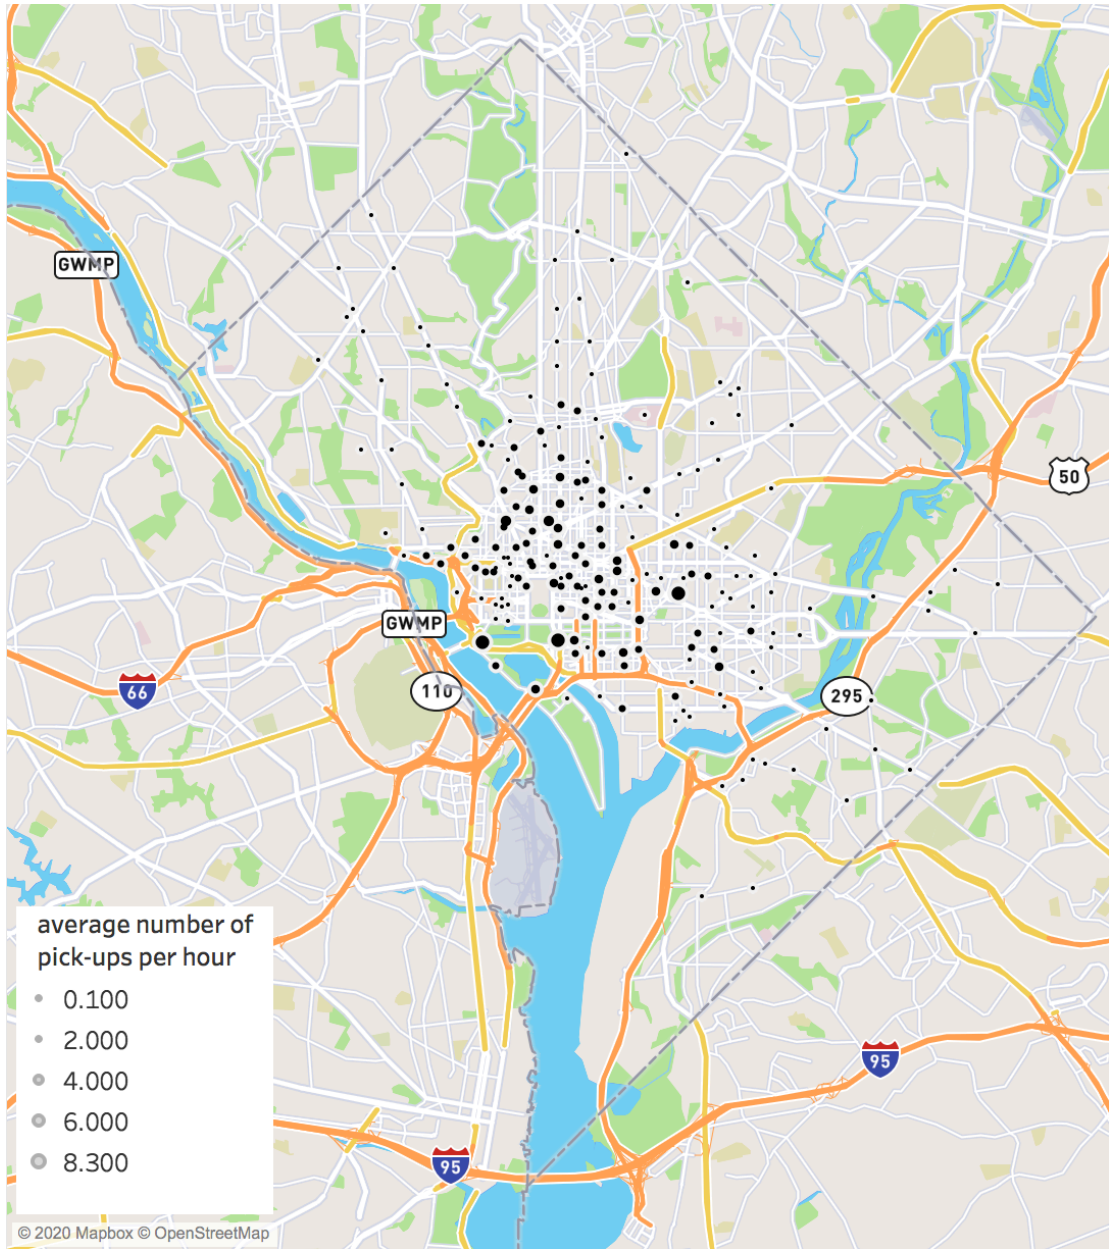 GWMP
50
GWMP
66
110
295
average number of
pick-ups per hour
0.100
2.000
4.000
6.000
8.300
95
95
© 2020 Mapbox © OpenStreetMap